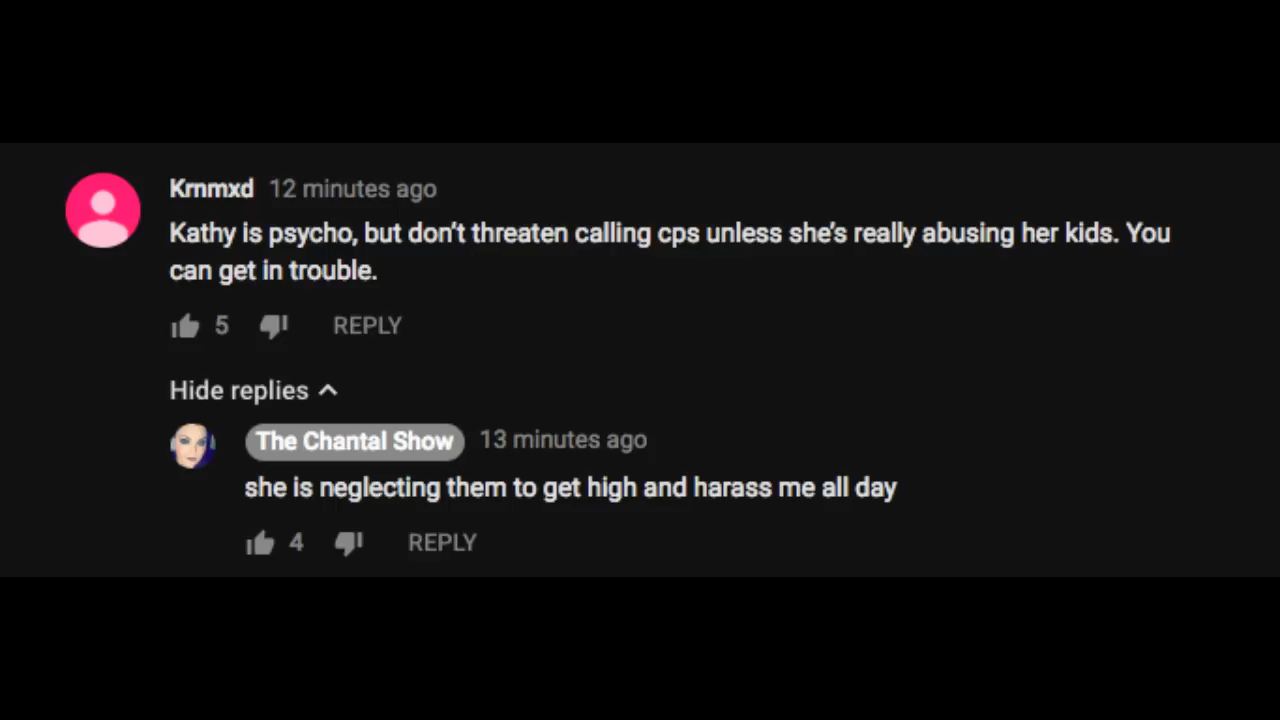 Krnmxd 12 minutes ago
Kathy is psycho, but don't threaten calling cps unless she's really abusing her kids. You
can get in trouble.
5 REPLY
Hide replies
The Chantal Show 13 minutes ago
she is neglecting them to get high and harass me all day
4 REPLY